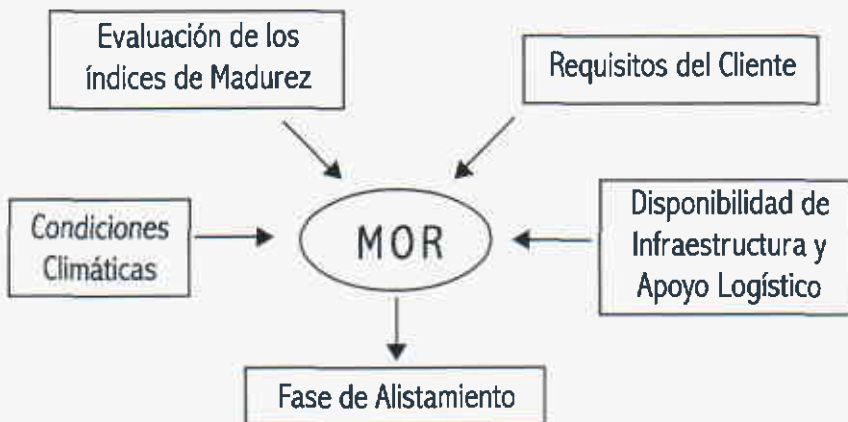 Evaluación de los
índices de Madurez
Requisitos del Cliente
Condiciones
Climáticas
MOR
Disponibilidad de
Infraestructura y
Apoyo Logístico
Fase de Alistamiento